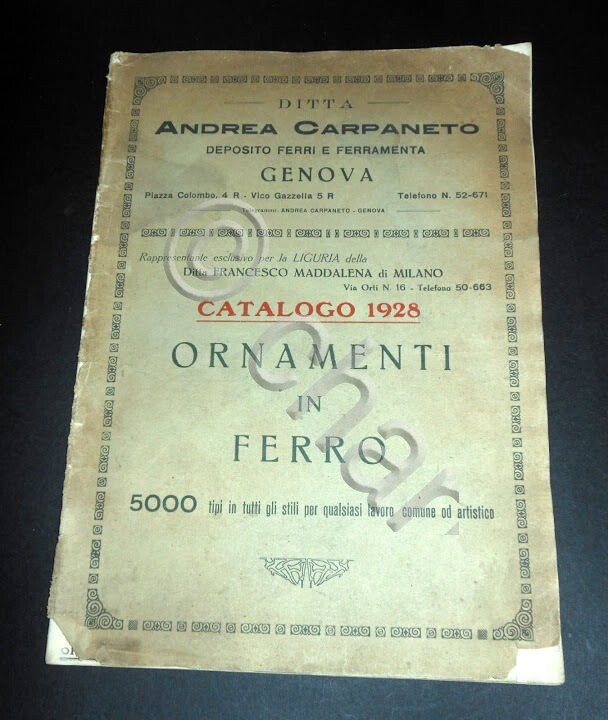 DITTA
ANDREA CARPANETO
DEPOSITO FERRI E FERRAMENTA
GENOVA
Piazza Colombo, 4 R - Vico Gazzella 5 R Telefono N. 52-671
Telegrammi: ANDREA CARPANETO - GENOVA
Rappresentante esclusivo per la LIGURIA della
Ditta FRANCESCO MADDALENA di MILANO
Via Orti N. 16 - Telefono 50-663
CATALOGO 1928
ORNAMENTI
IN
FERRO
5000 tipi in tutti gli stili per qualsiasi lavoro comune od artistico
© char